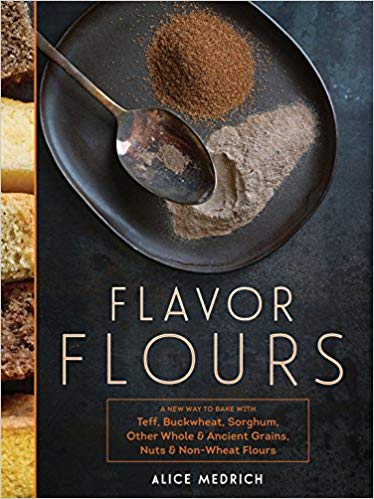 FLAVOR
FLOURS
A NEW WAY TO BAKE WITH
Teff, Buckwheat, Sorghum,
Other Whole & Ancient Grains,
Nuts & Non-Wheat Flours
ALICE MEDRICH